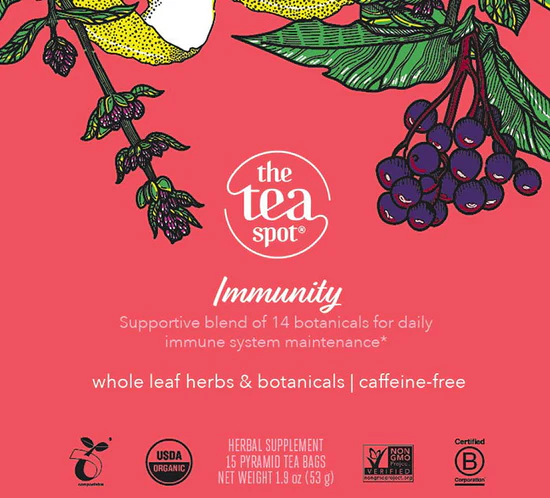 the
tea
spot®
Immunity
Supportive blend of 14 botanicals for daily
immune system maintenance*
whole leaf herbs & botanicals | caffeine-free
compostable
USDA
ORGANIC
HERBAL SUPPLEMENT
15 PYRAMID TEA BAGS
NET WEIGHT 1.9 oz (53 g)
NON
GMO
Project
VERIFIED
nongmoproject.org
Certified
B
Corporation